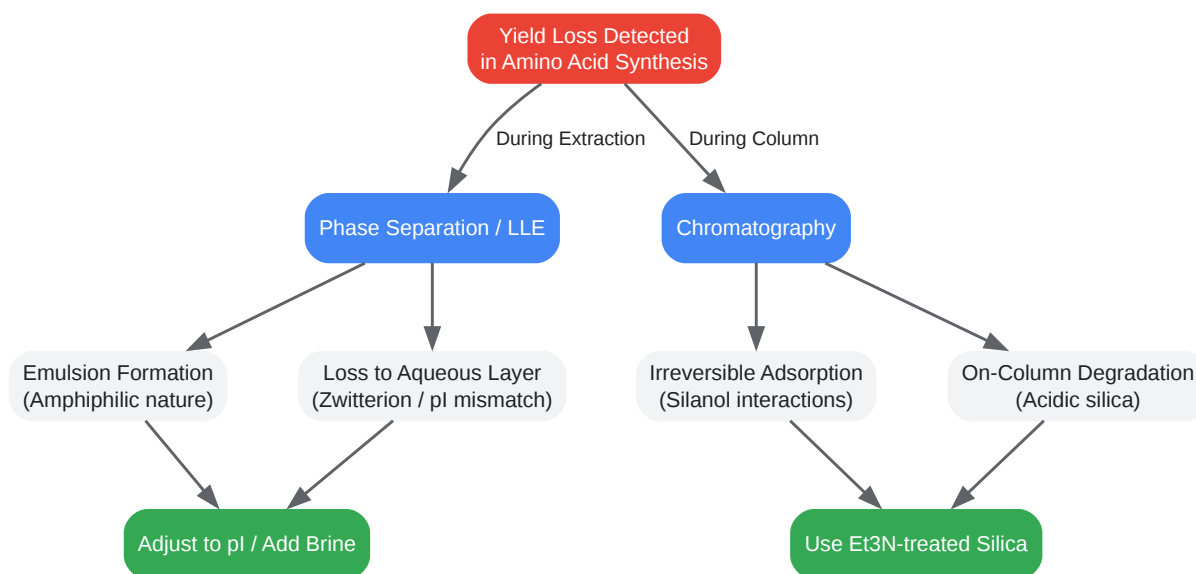 Yield Loss Detected
in Amino Acid Synthesis
During Extraction
During Column
Phase Separation / LLE
Chromatography
Emulsion Formation
(Amphiphilic nature)
Loss to Aqueous Layer
(Zwitterion / pI mismatch)
Irreversible Adsorption
(Silanol interactions)
On-Column Degradation
(Acidic silica)
Adjust to pI / Add Brine
Use Et3N-treated Silica